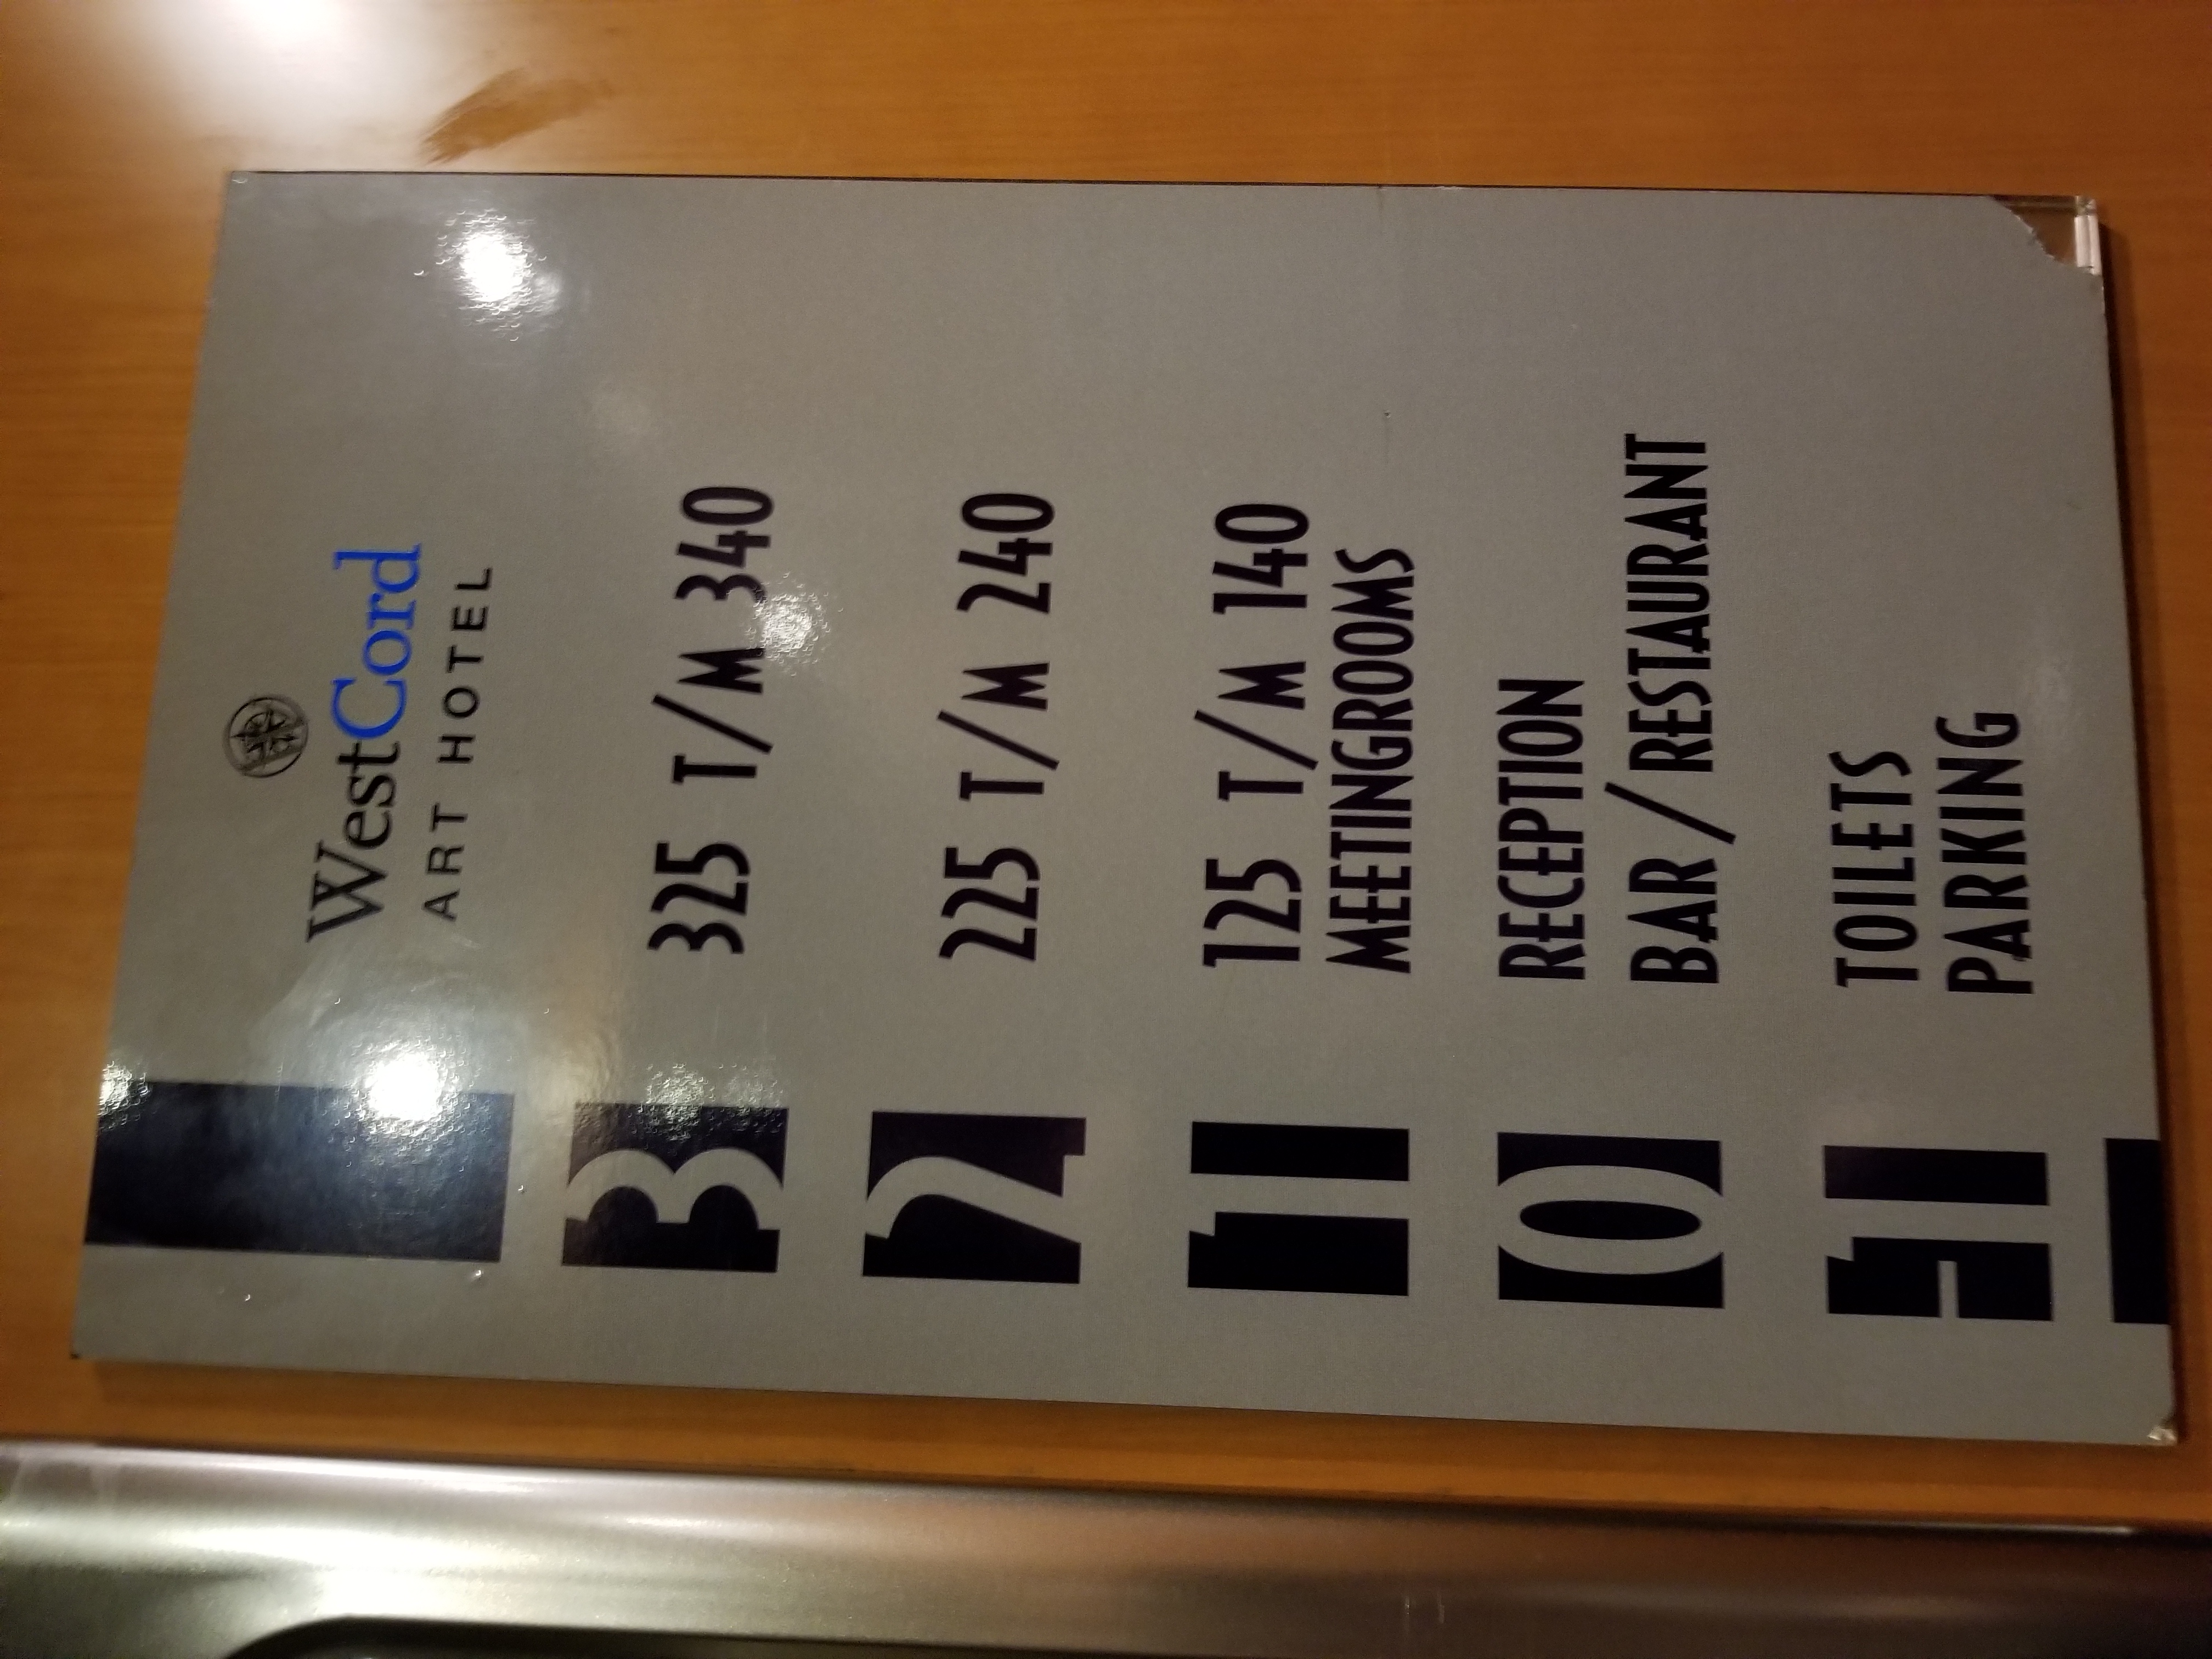 WestCord
ART HOTEL
3 325 T/M 340
2 225 T/M 240
1 125 T/M 140
MEETINGROOMS
0 RECEPTION
BAR / RESTAURANT
-1 TOILETS
PARKING